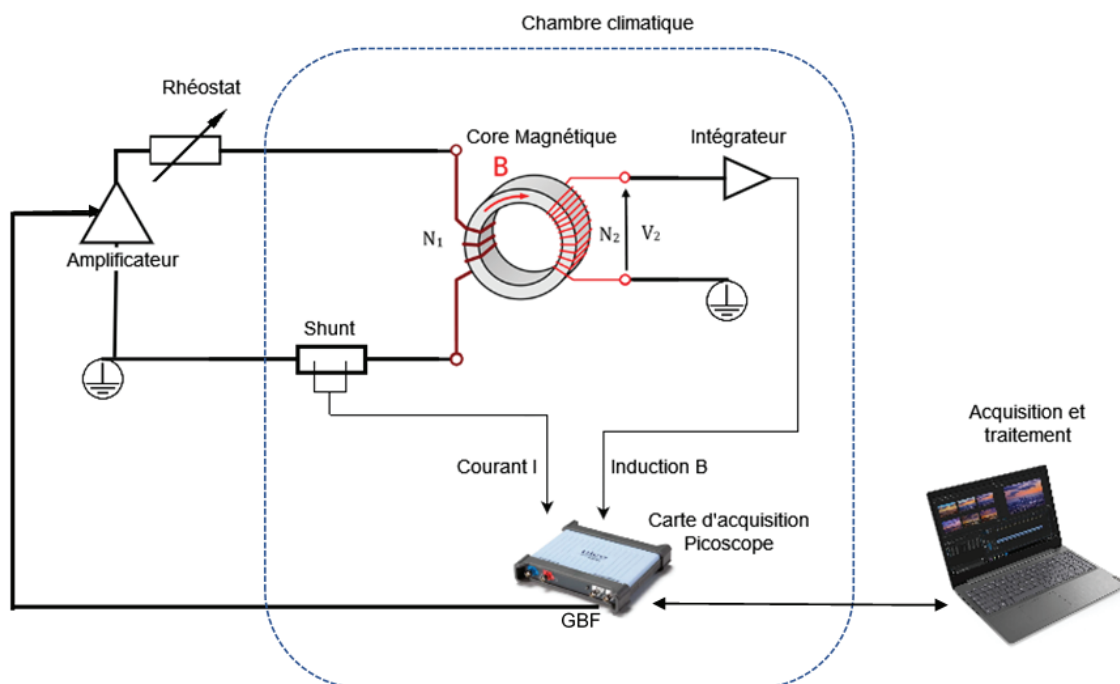 Chambre climatique
Rhéostat
Core Magnétique
Intégrateur
B
N₁
N₂
V₂
Amplificateur
Shunt
Acquisition et
traitement
Courant I
Induction B
Carte d'acquisition
Picoscope
GBF